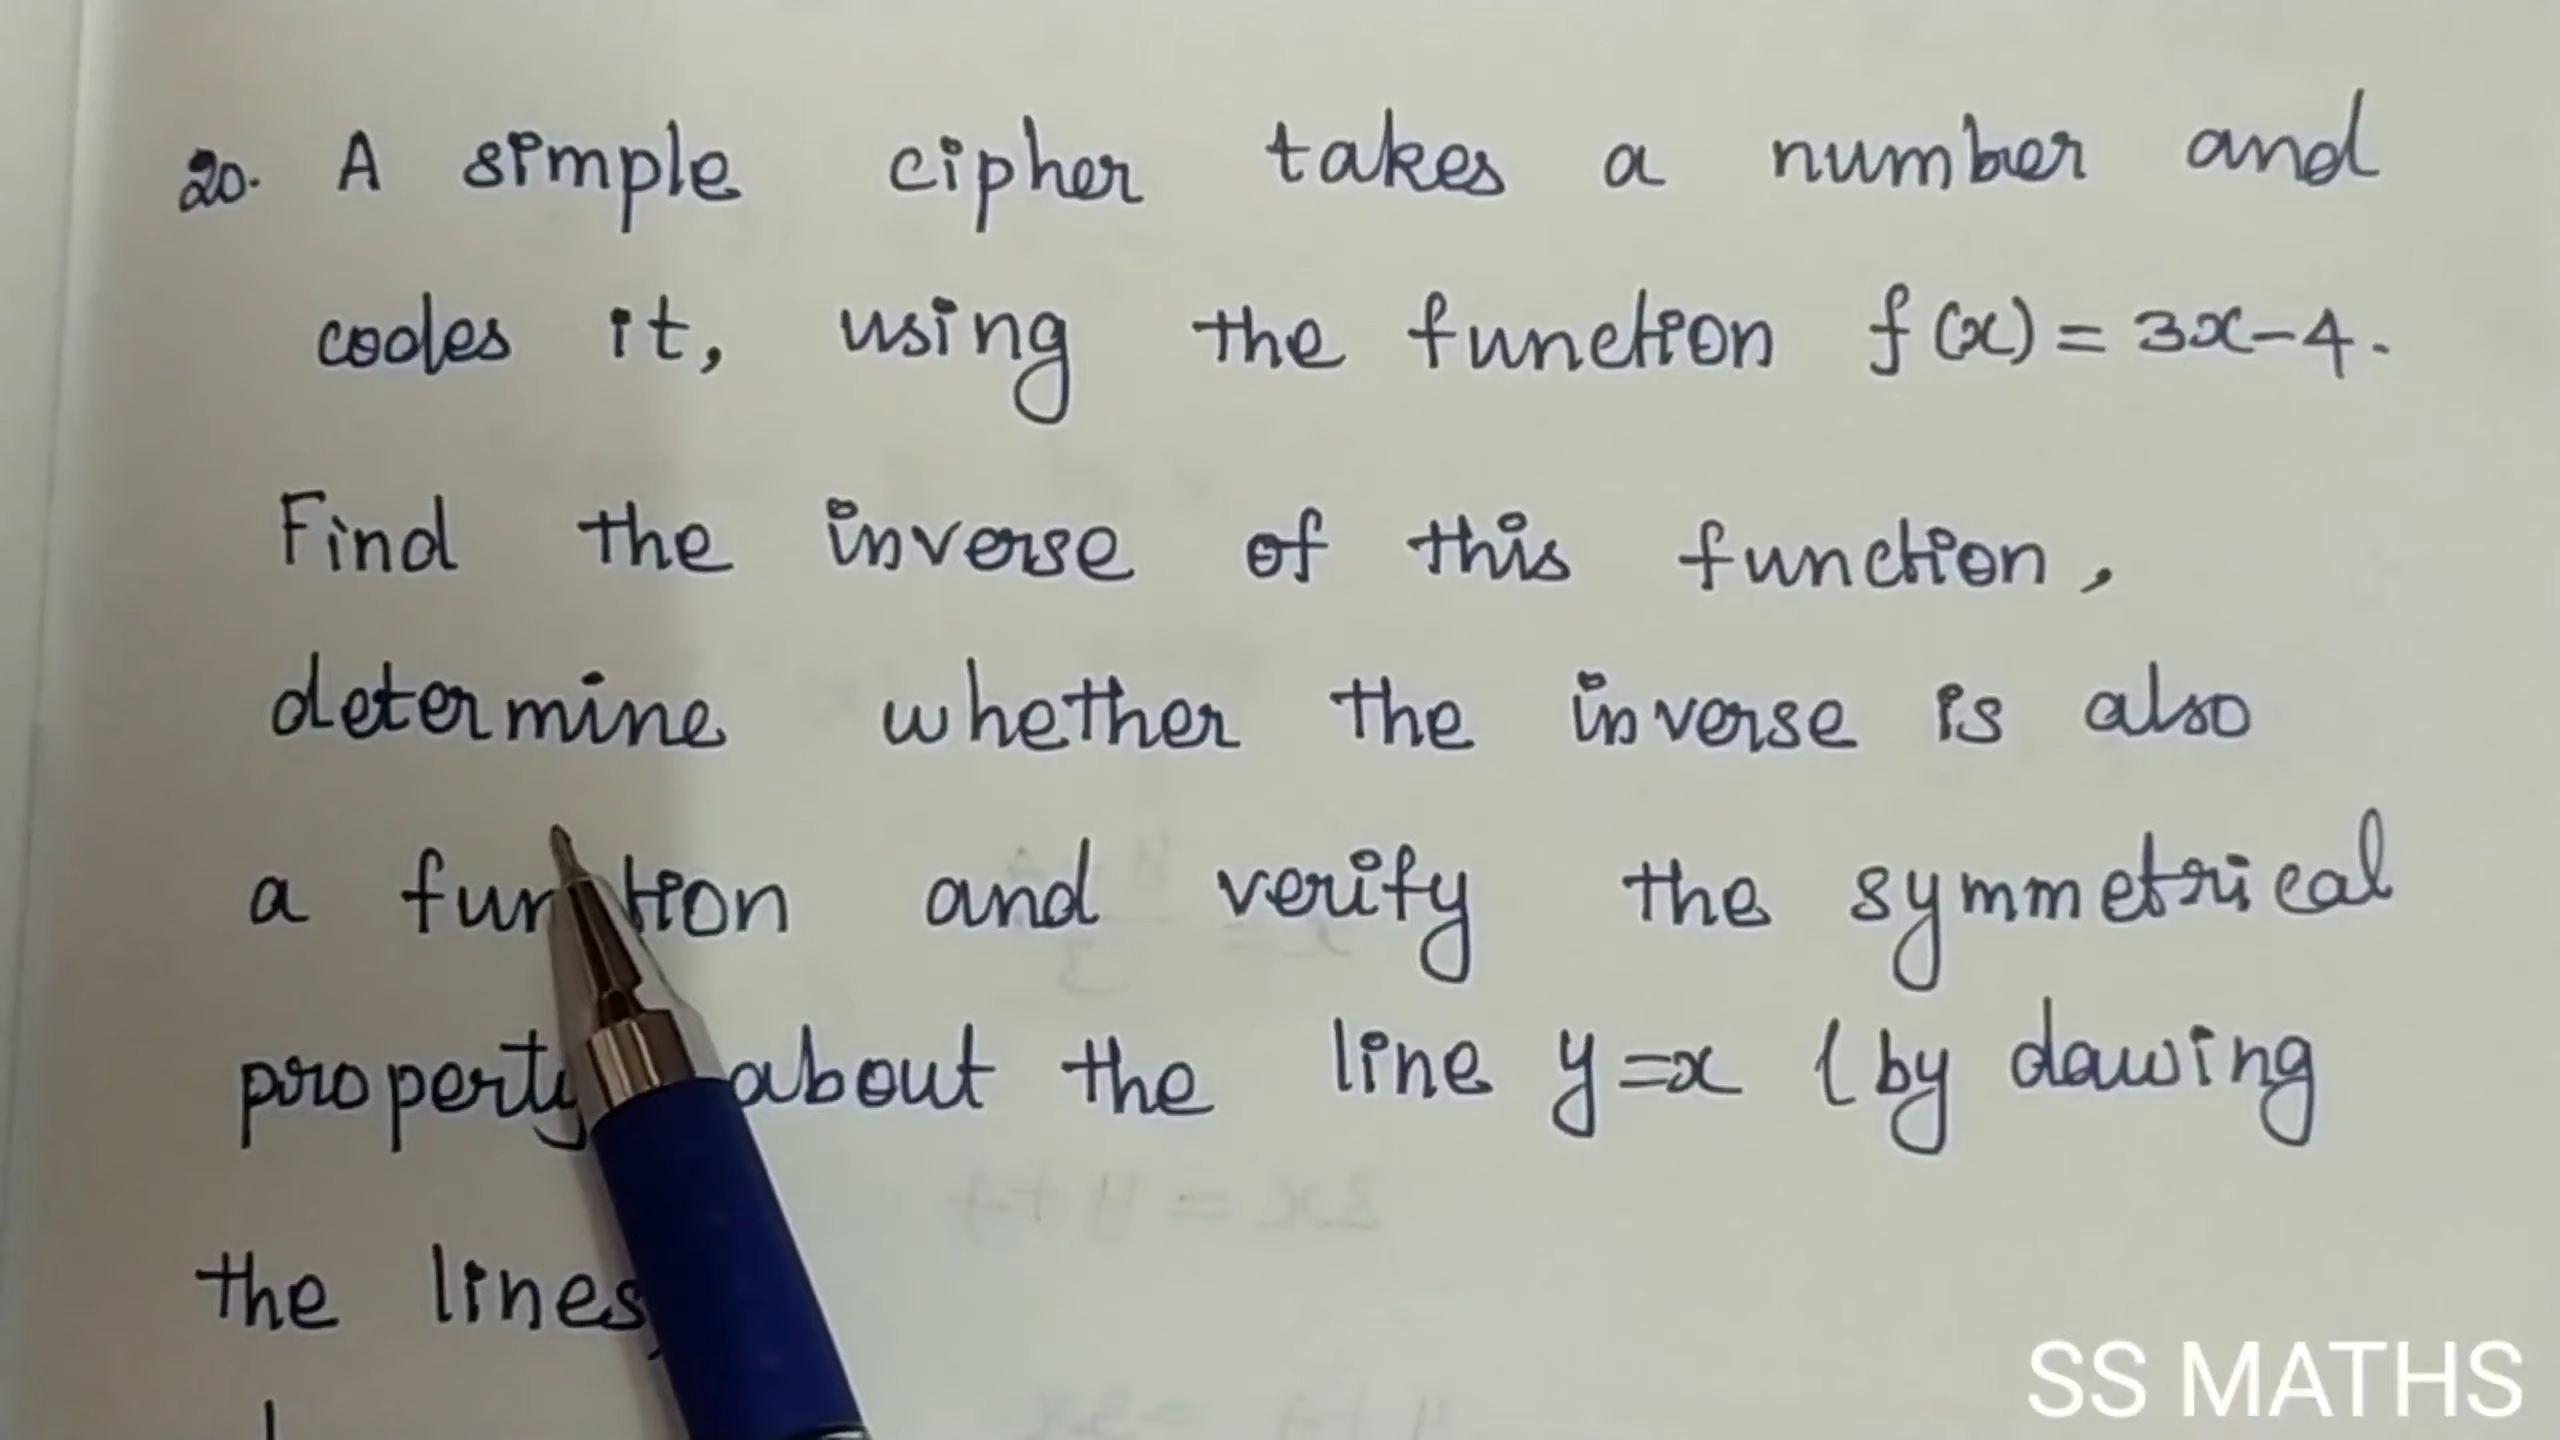 20. A simple cipher takes a number and
codes it, using the function f(x) = 3x-4.
Find the inverse of this function,
determine whether the inverse is also
a function and verify the symmetrical
property about the line y=x (by dawing
the lines)
SS MATHS